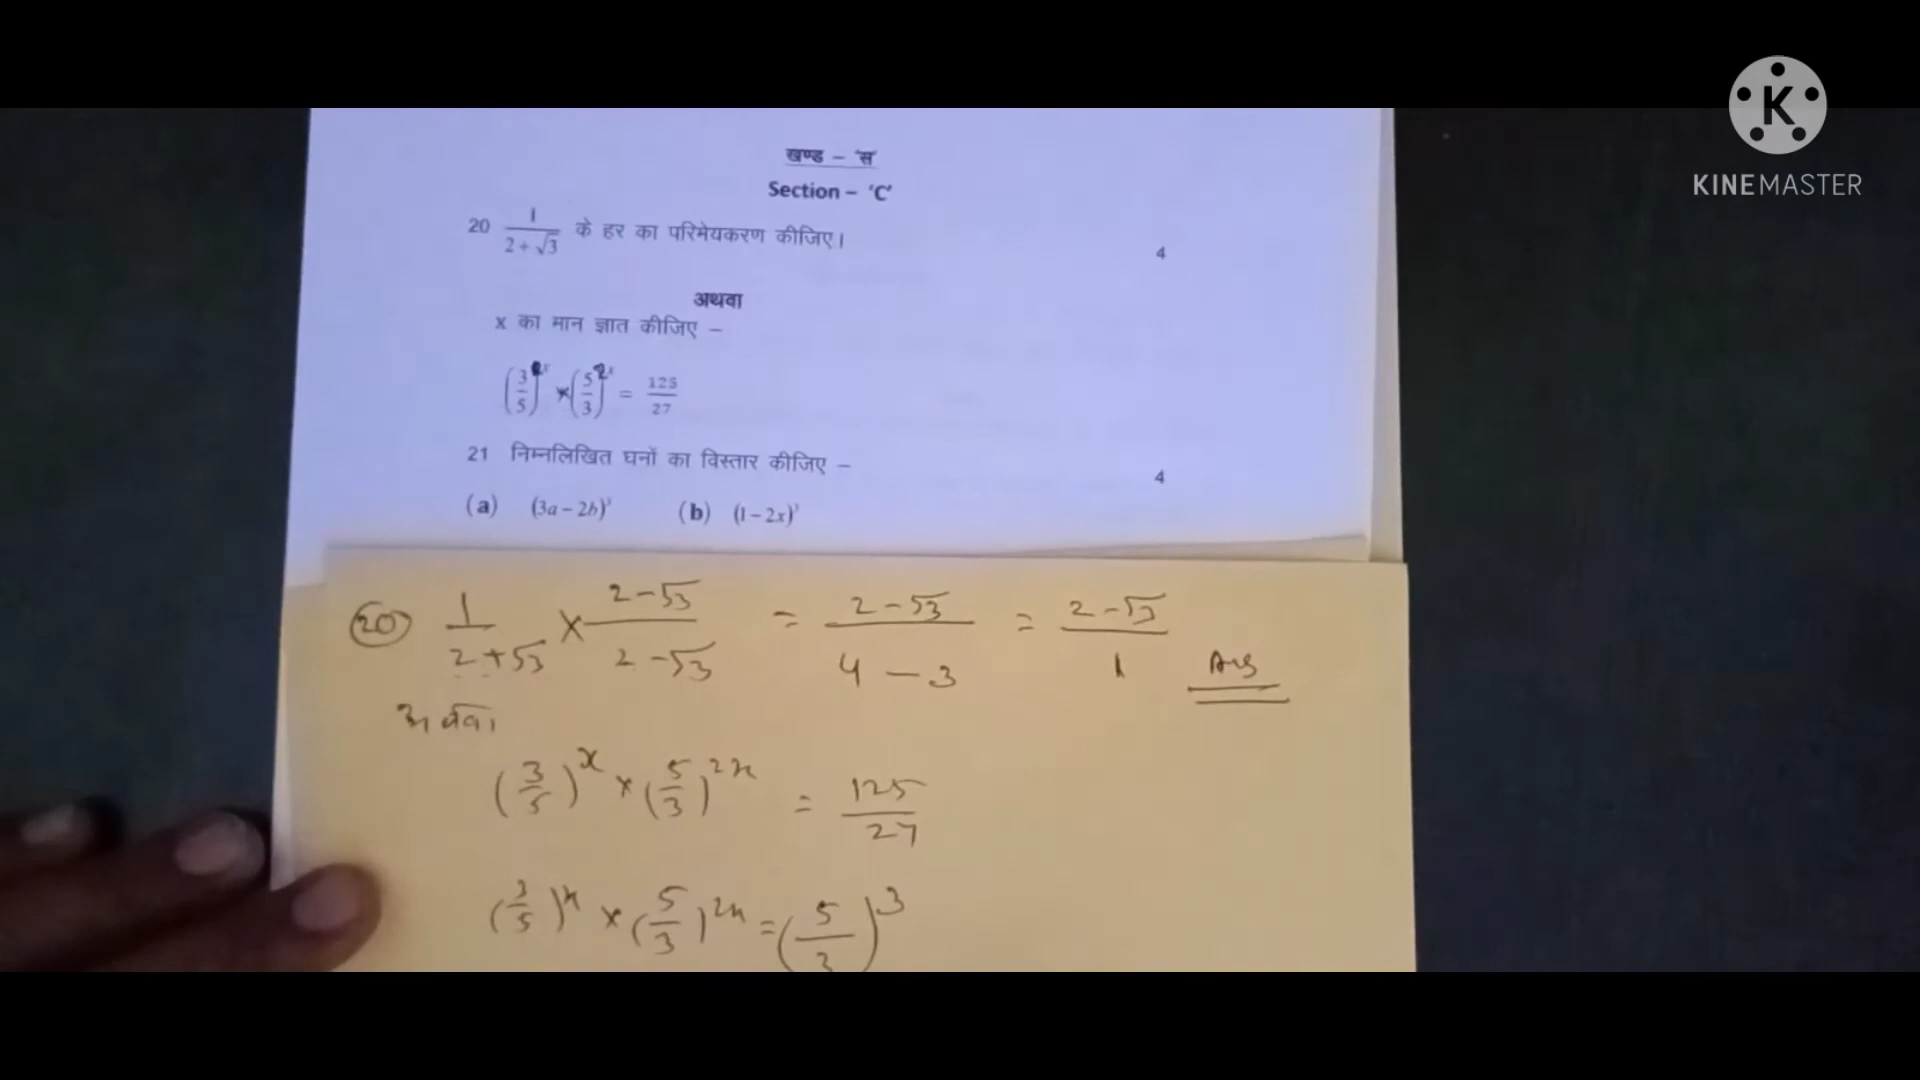 KINEMASTER
खण्ड – 'स'
Section – 'C'
20 1/(2+√3) के हर का परिमेयकरण कीजिए। 4
अथवा
x का मान ज्ञात कीजिए –
(3/5)^x × (5/3)^2x = 125/27
21 निम्नलिखित घनों का विस्तार कीजिए – 4
(a) (3a – 2b)³ (b) (1 – 2x)³
20 1/(2+√3) × (2-√3)/(2-√3) = (2-√3)/(4-3) = (2-√3)/1 Ans
अथवा
(3/5)^x × (5/3)^2x = 125/27
(3/5)^x × (5/3)^2x = (5/3)^3